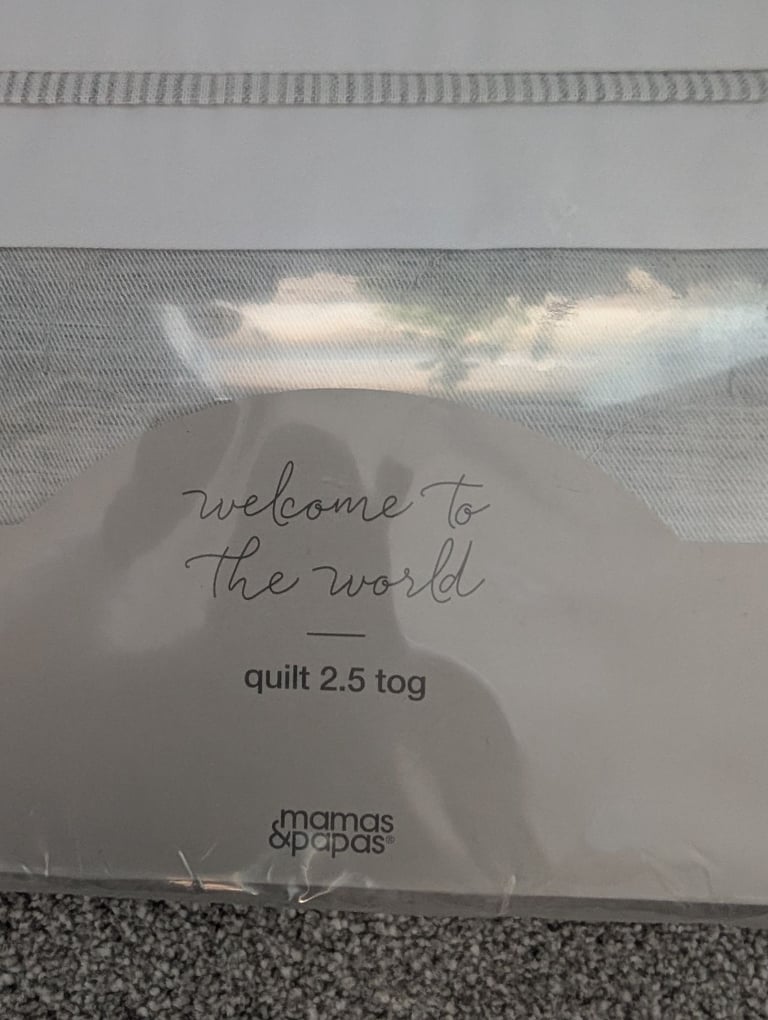 welcome to
the world
quilt 2.5 tog
mamas
&papas®